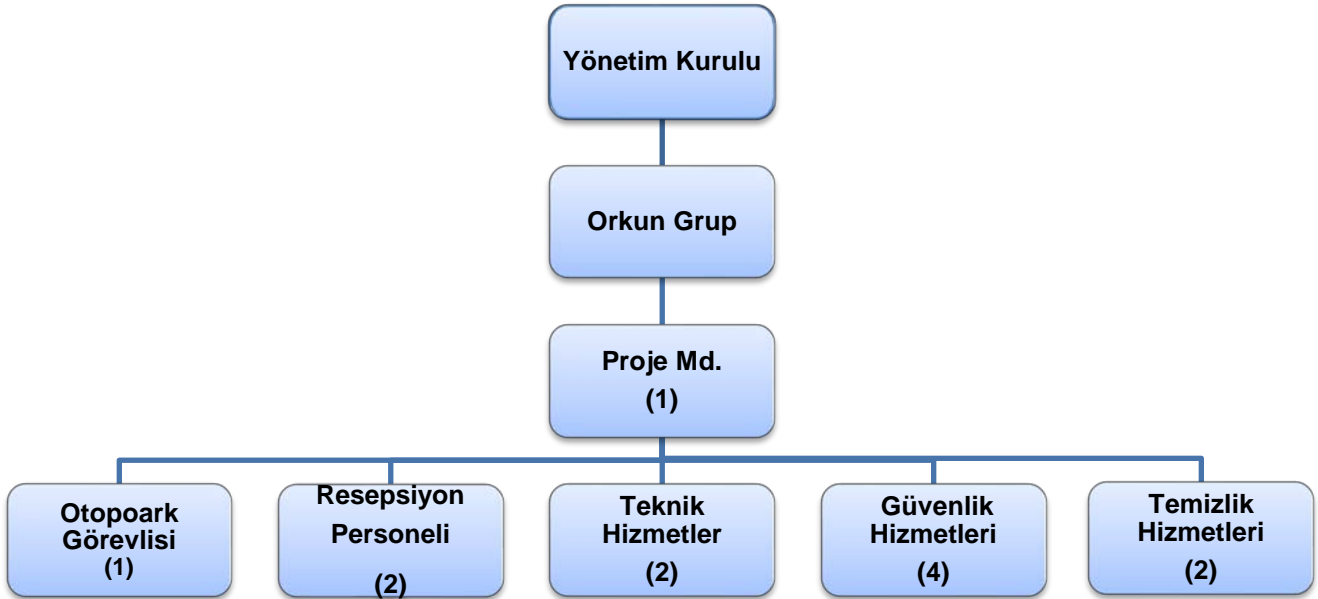 Yönetim Kurulu
Orkun Grup
Proje Md.
(1)
Otopoark
Görevlisi
(1)
Resepsiyon
Personeli
(2)
Teknik
Hizmetler
(2)
Güvenlik
Hizmetleri
(4)
Temizlik
Hizmetleri
(2)